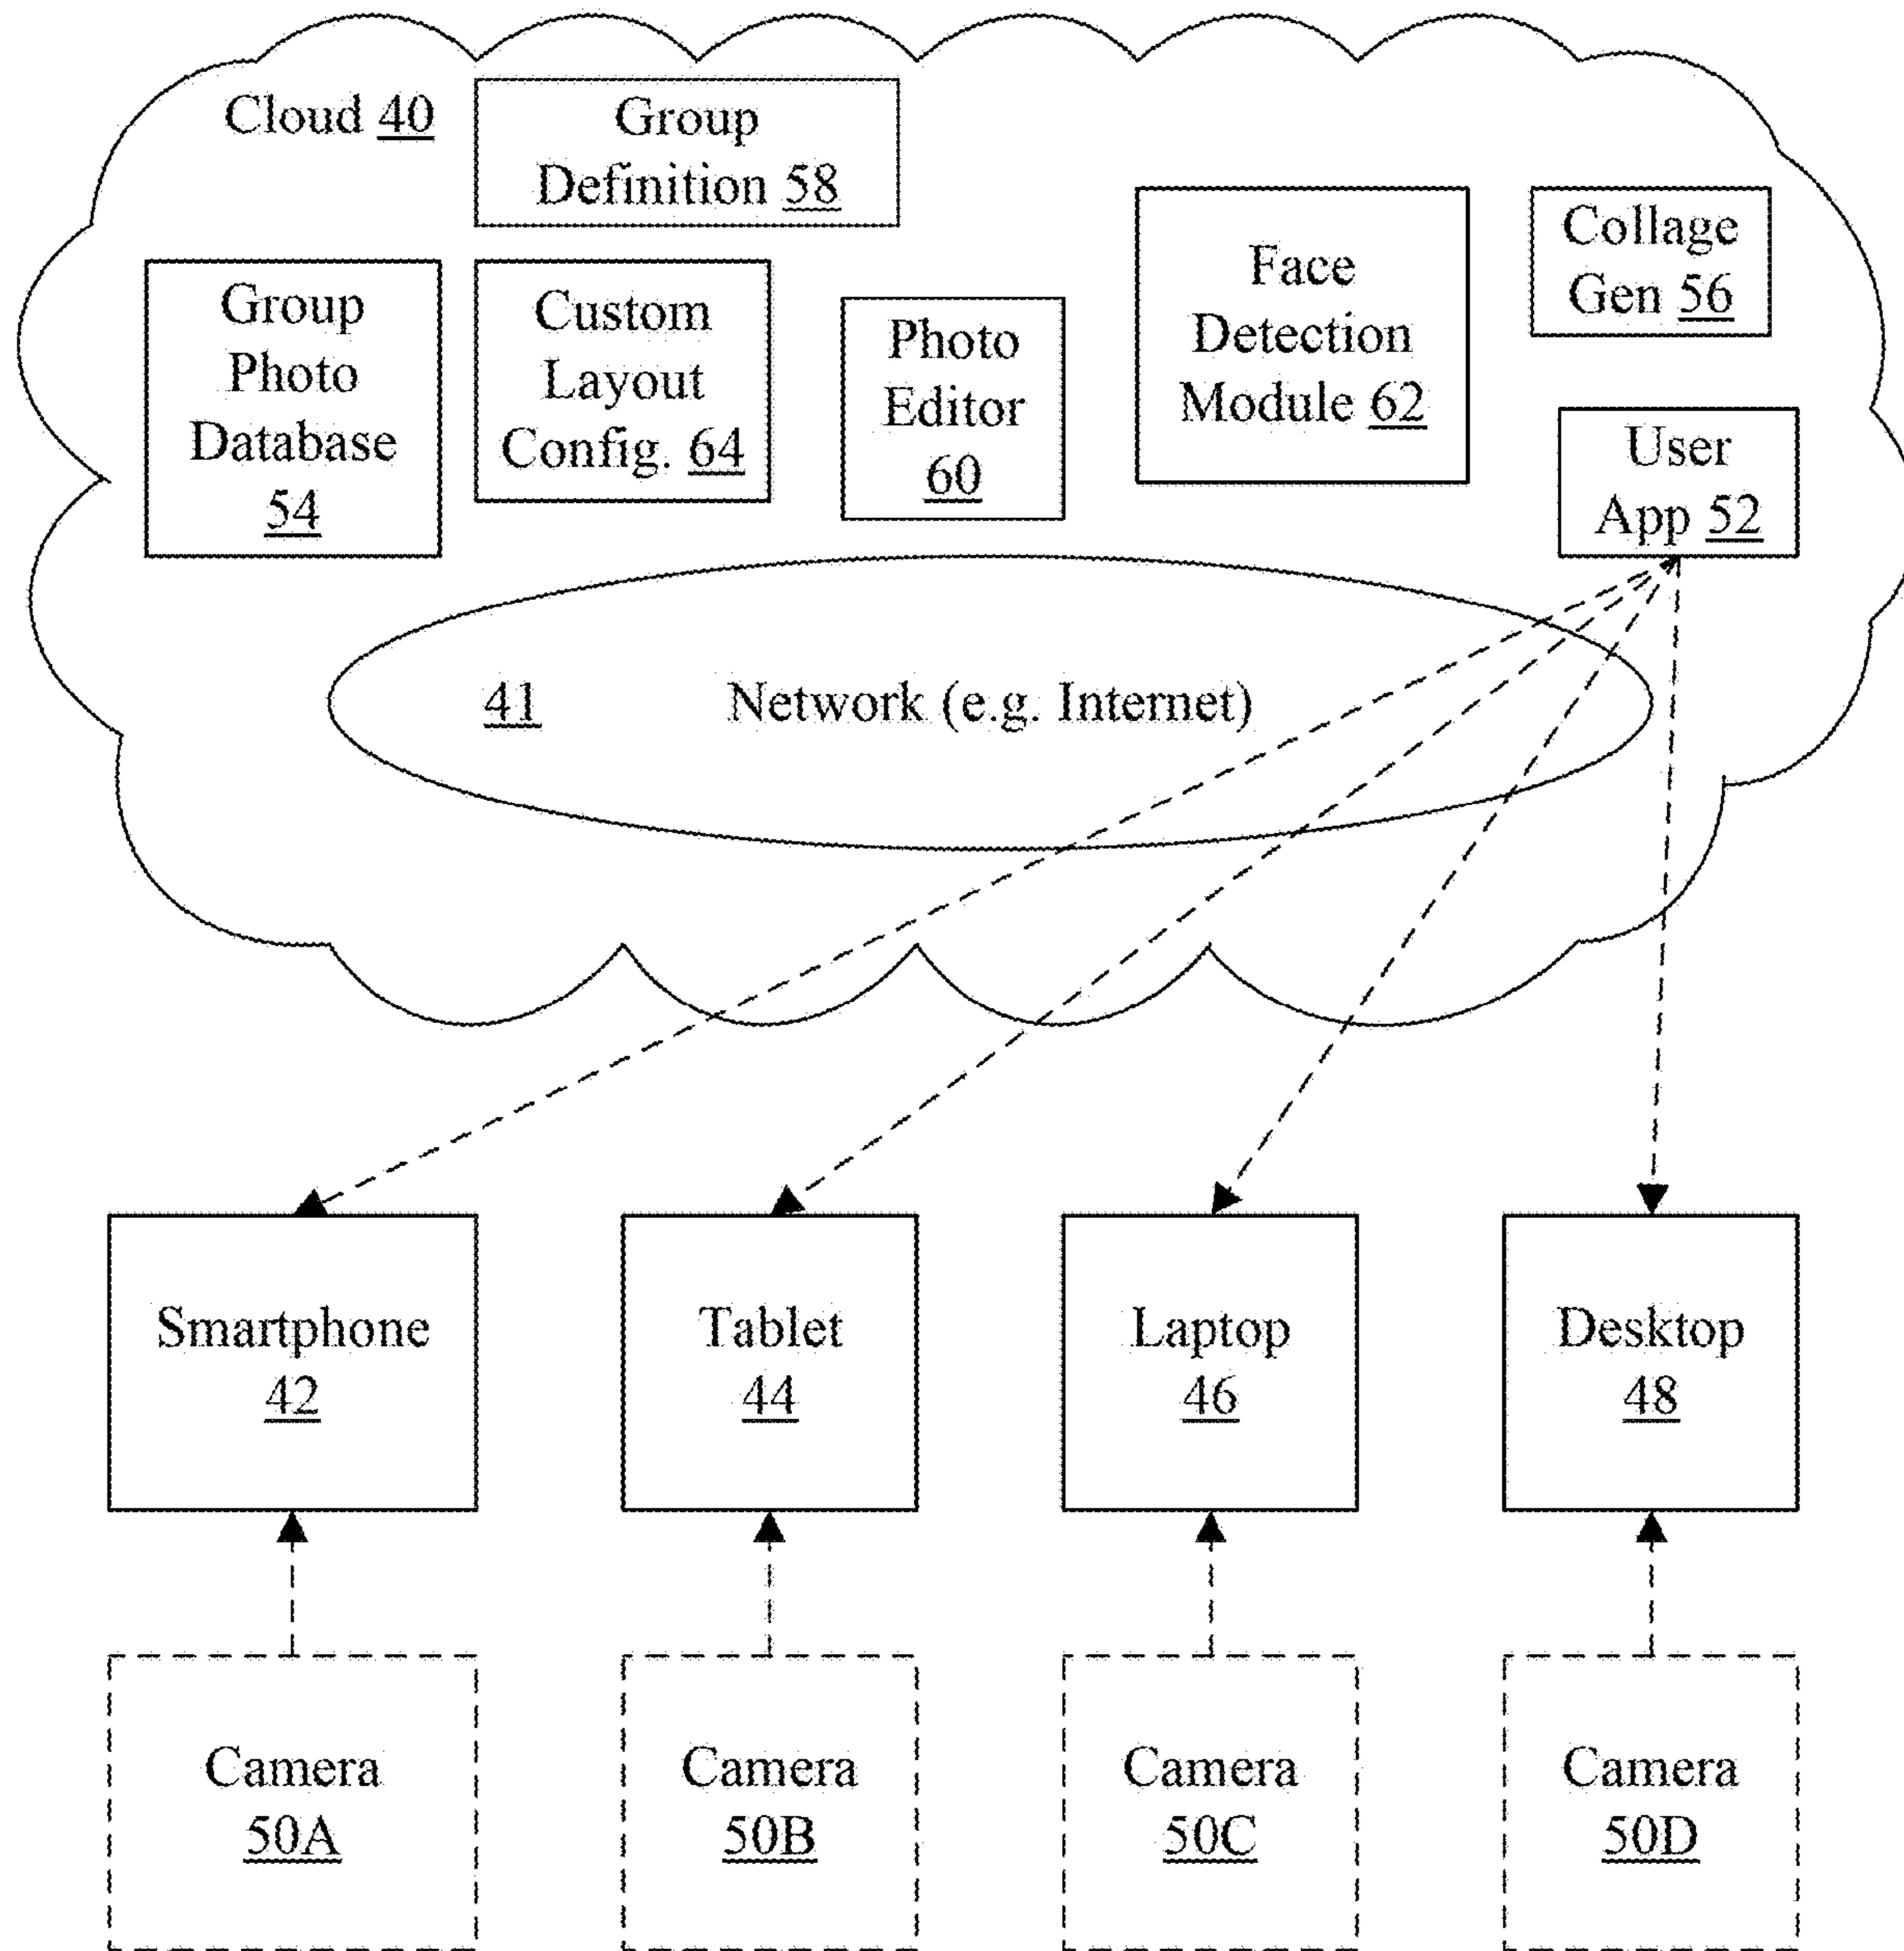 Cloud 40
Group
Definition 58
Group
Photo
Database
54
Custom
Layout
Config. 64
Photo
Editor
60
Face
Detection
Module 62
Collage
Gen 56
User
App 52
41 Network (e.g. Internet)
Smartphone
42
Tablet
44
Laptop
46
Desktop
48
Camera
50A
Camera
50B
Camera
50C
Camera
50D